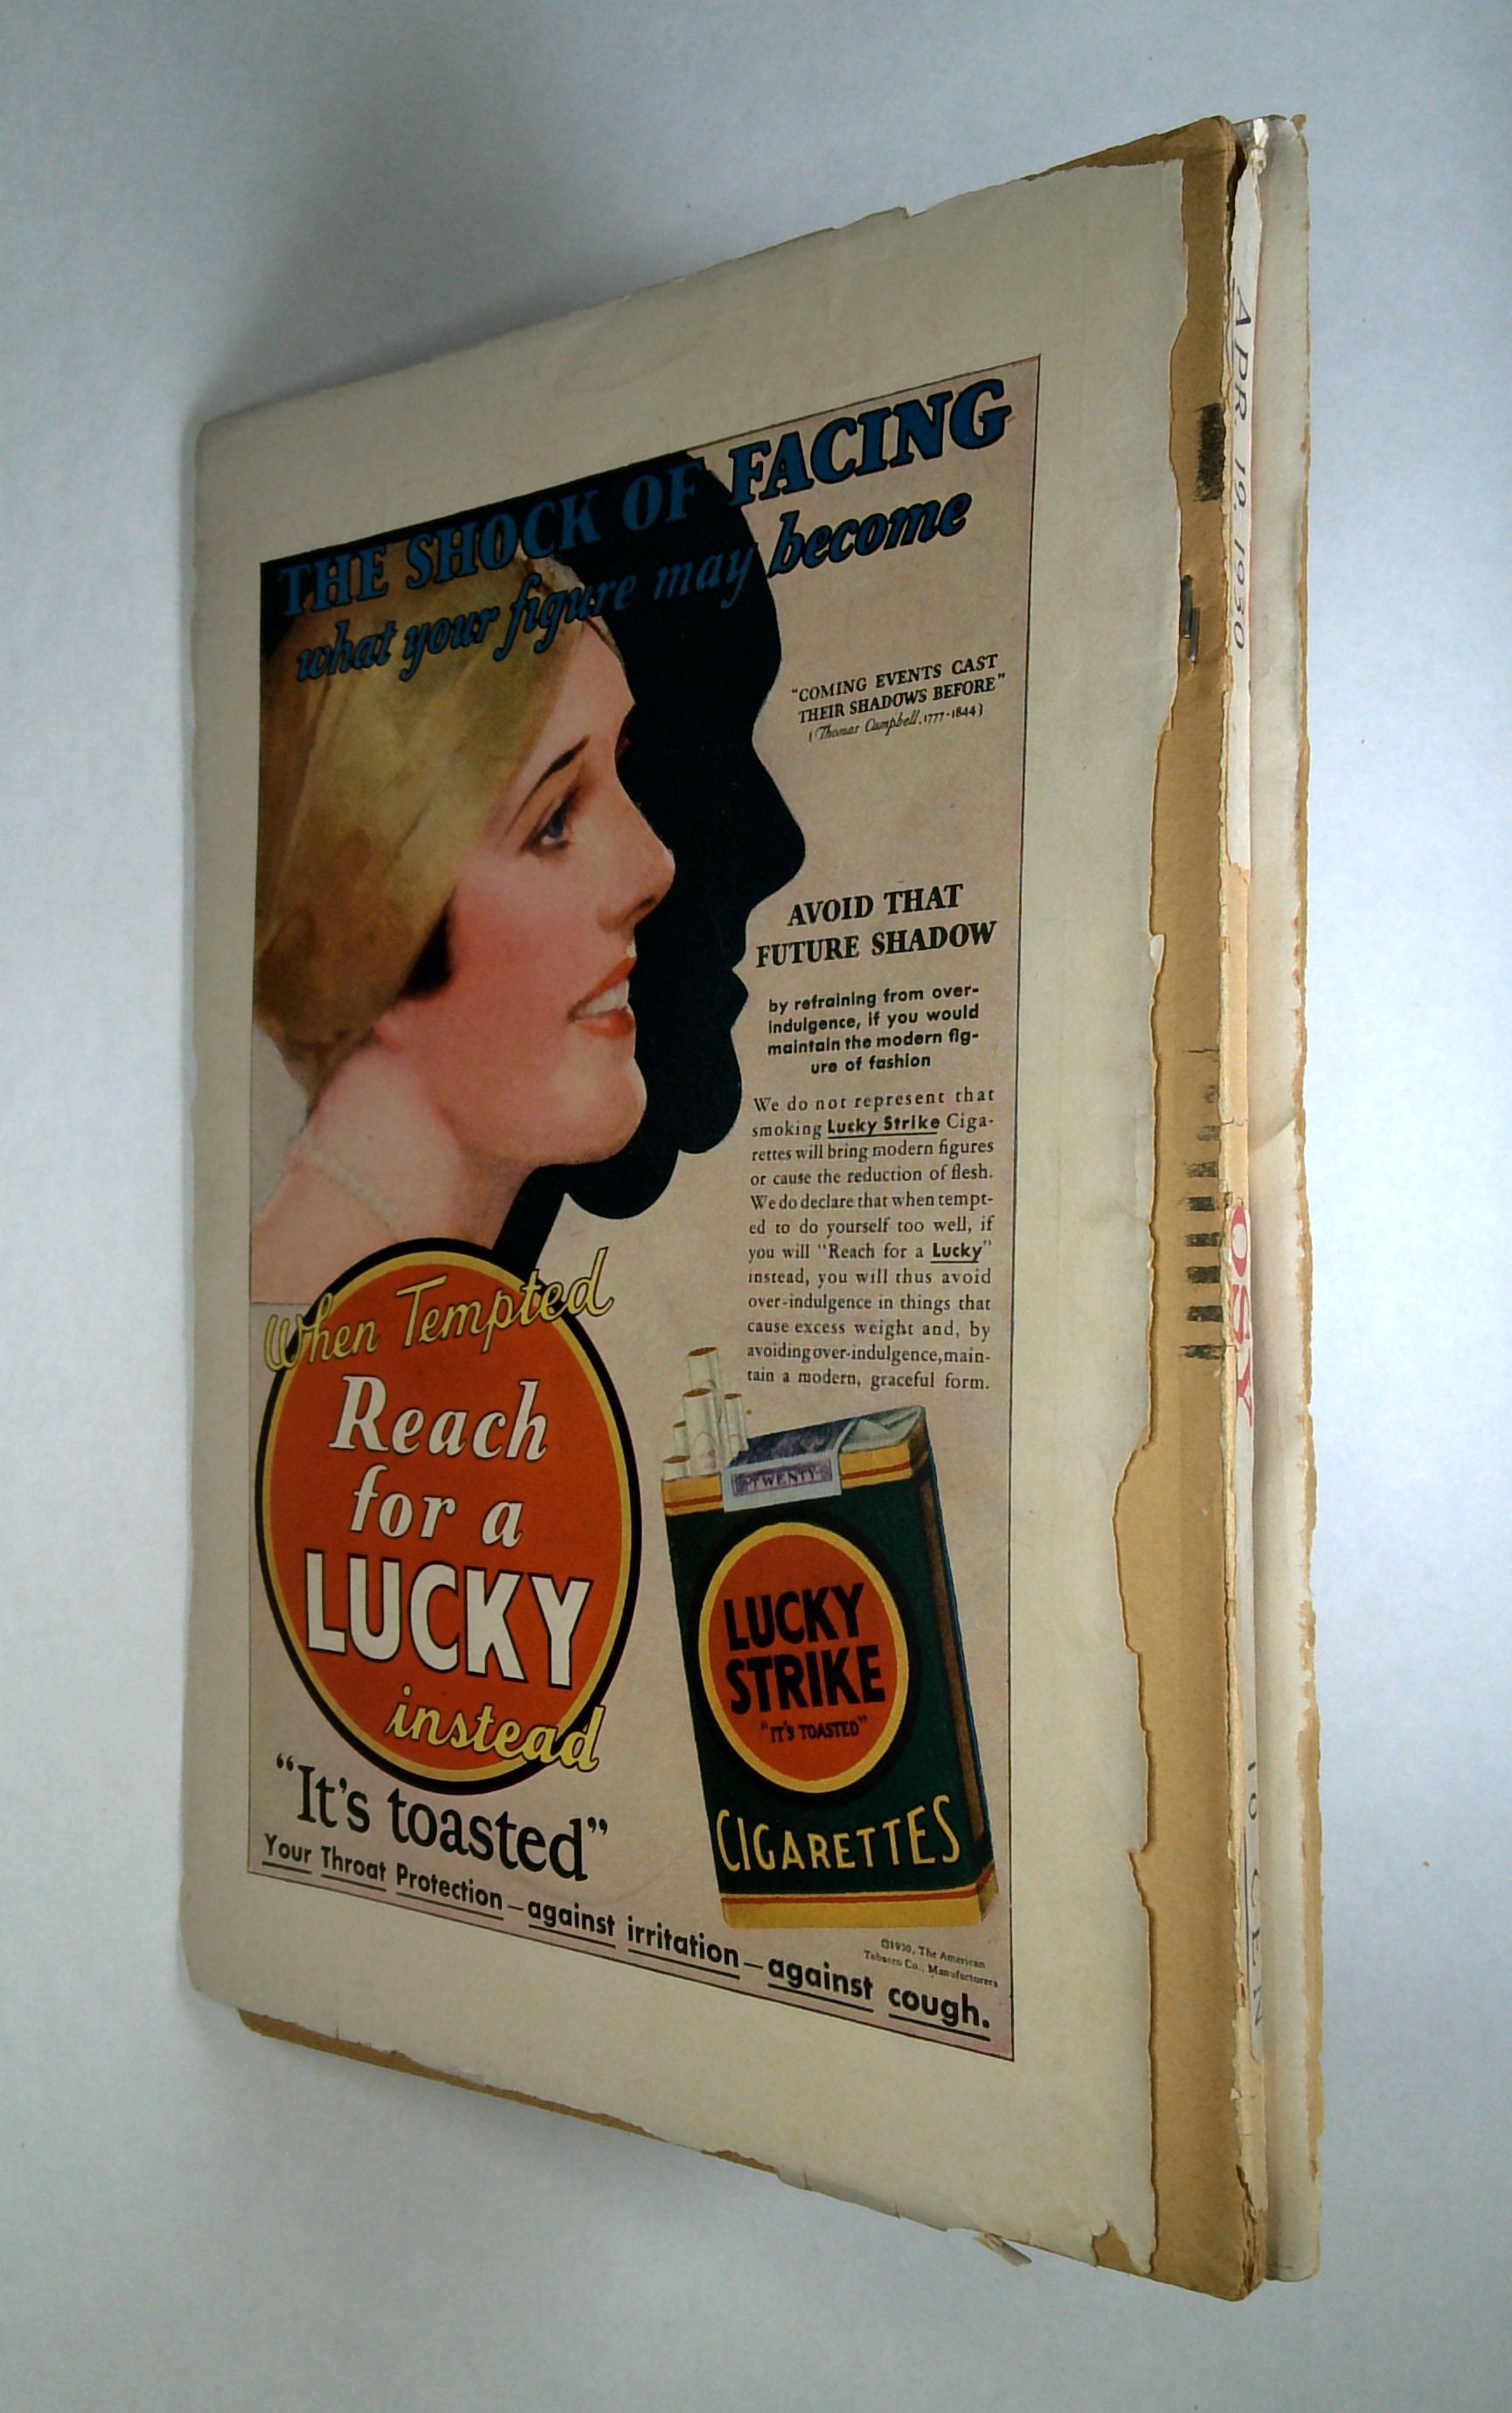 THE SHOCK OF FACING
what your figure may become
"COMING EVENTS CAST
THEIR SHADOWS BEFORE"
(Thomas Campbell, 1777-1844)
AVOID THAT
FUTURE SHADOW
by refraining from over-
indulgence, if you would
maintain the modern fig-
ure of fashion
We do not represent that
smoking Lucky Strike Ciga-
rettes will bring modern figures
or cause the reduction of flesh.
We do declare that when tempt-
ed to do yourself too well, if
you will "Reach for a Lucky"
instead, you will thus avoid
over-indulgence in things that
cause excess weight and, by
avoiding over-indulgence, main-
tain a modern, graceful form.
When Tempted
Reach
for a
LUCKY
instead
"It's toasted"
Your Throat Protection—against irritation—against cough.
TWENTY
LUCKY
STRIKE
"IT'S TOASTED"
CIGARETTES
©1930, The American
Tobacco Co., Manufacturers
APR. 19, 1930
OSY
10 CEN